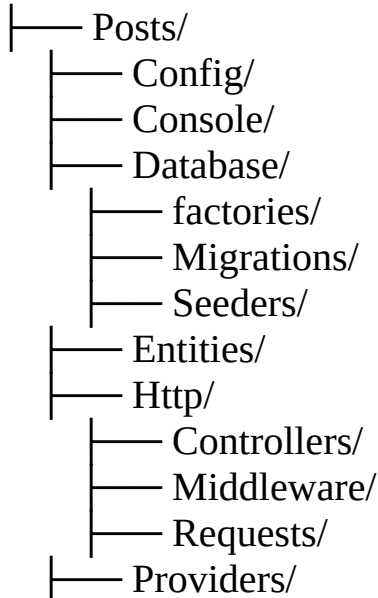 ├── Posts/
├── Config/
├── Console/
├── Database/
├── factories/
├── Migrations/
├── Seeders/
├── Entities/
├── Http/
├── Controllers/
├── Middleware/
├── Requests/
├── Providers/